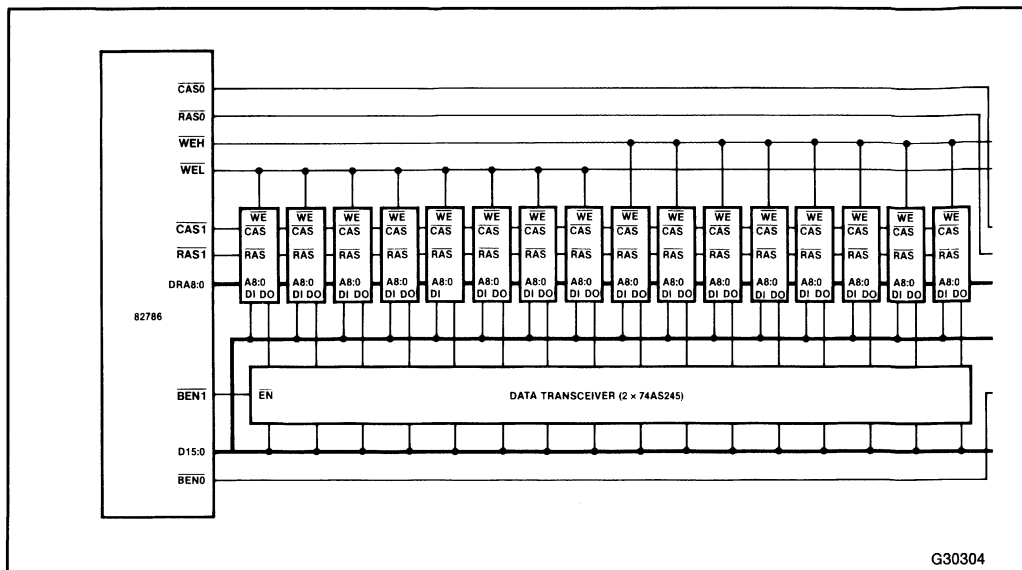 CAS0
RAS0
WEH
WEL
WE WE WE WE WE WE WE WE WE WE WE WE WE WE WE WE
CAS1 CAS CAS CAS CAS CAS CAS CAS CAS CAS CAS CAS CAS CAS CAS CAS CAS
RAS1 RAS RAS RAS RAS RAS RAS RAS RAS RAS RAS RAS RAS RAS RAS RAS RAS
DRA8:0 A8:0 A8:0 A8:0 A8:0 A8:0 A8:0 A8:0 A8:0 A8:0 A8:0 A8:0 A8:0 A8:0 A8:0 A8:0 A8:0
DI DO DI DO DI DO DI DO DI DI DO DI DO DI DO DI DO DI DO DI DO DI DO DI DO DI DO DI DO DI DO
82786
BEN1 EN DATA TRANSCEIVER (2 × 74AS245)
D15:0
BEN0
G30304